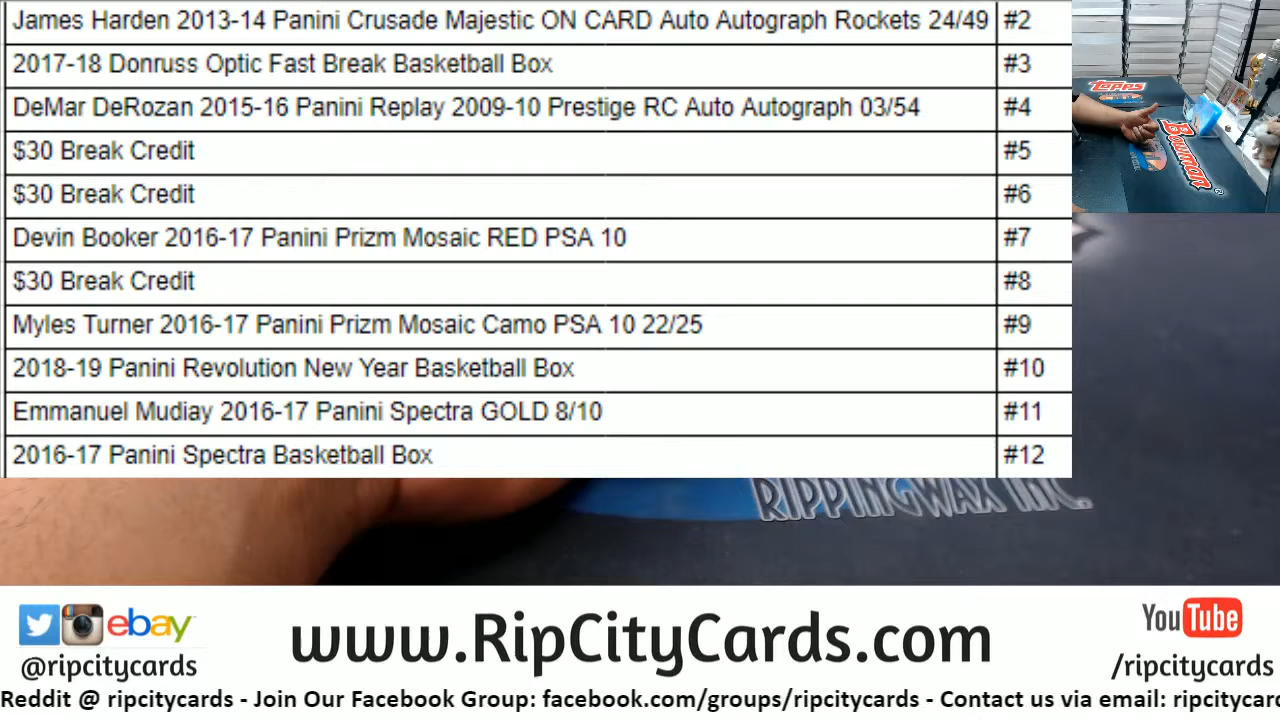 James Harden 2013-14 Panini Crusade Majestic ON CARD Auto Autograph Rockets 24/49 #2
2017-18 Donruss Optic Fast Break Basketball Box #3
DeMar DeRozan 2015-16 Panini Replay 2009-10 Prestige RC Auto Autograph 03/54 #4
$30 Break Credit #5
$30 Break Credit #6
Devin Booker 2016-17 Panini Prizm Mosaic RED PSA 10 #7
$30 Break Credit #8
Myles Turner 2016-17 Panini Prizm Mosaic Camo PSA 10 22/25 #9
2018-19 Panini Revolution New Year Basketball Box #10
Emmanuel Mudiay 2016-17 Panini Spectra GOLD 8/10 #11
2016-17 Panini Spectra Basketball Box #12
TOPPS
Bowman
RIPPINGWAX INC.
ebay
@ripcitycards
www.RipCityCards.com
YouTube
/ripcitycards
Reddit @ ripcitycards - Join Our Facebook Group: facebook.com/groups/ripcitycards - Contact us via email: ripcitycar